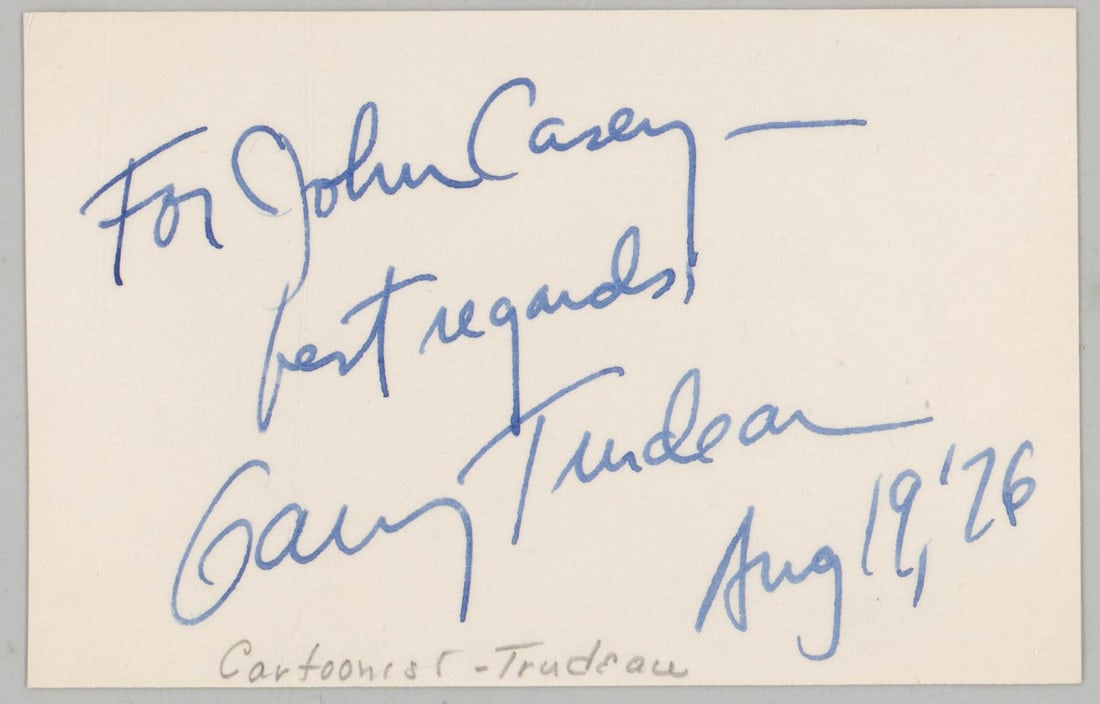 For John Casey —
best regards,
Garry Trudeau
Aug 19, '76
Cartoonist - Trudeau